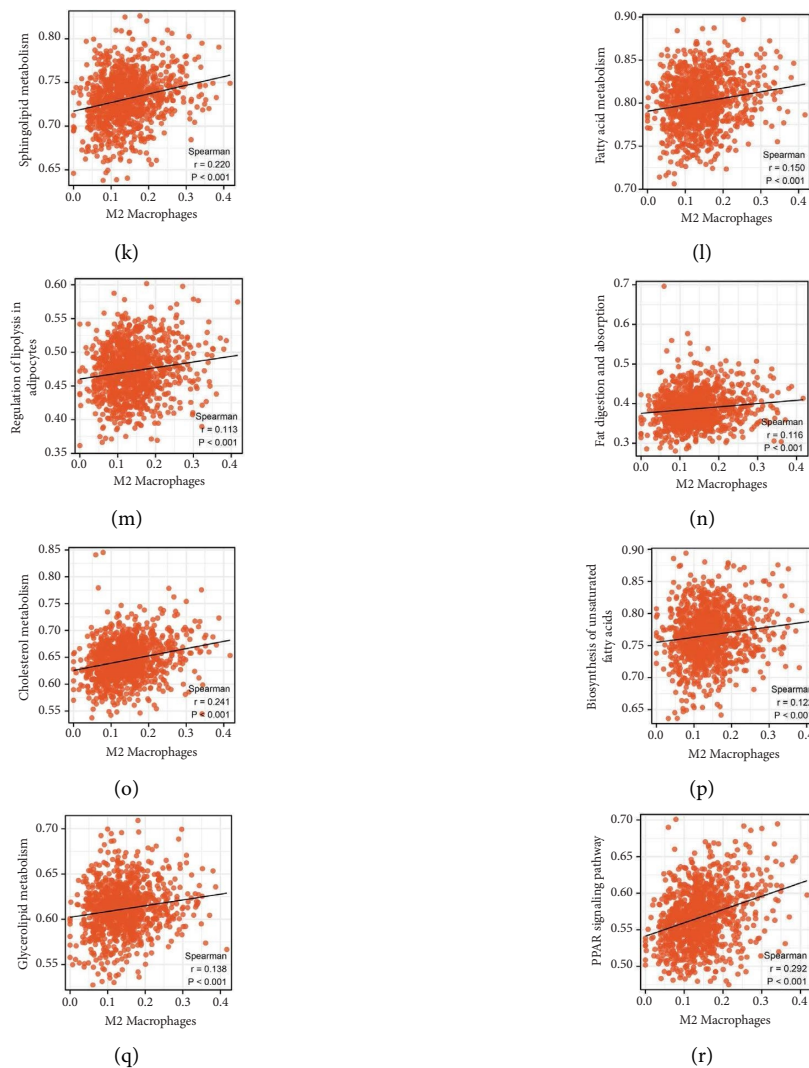 0.80
0.75
0.70
0.65
Sphingolipid metabolism
Spearman
r = 0.220
P < 0.001
0.0 0.1 0.2 0.3 0.4
M2 Macrophages
(k)
0.90
0.85
0.80
0.75
0.70
Fatty acid metabolism
Spearman
r = 0.150
P < 0.001
0.0 0.1 0.2 0.3 0.4
M2 Macrophages
(l)
0.60
0.55
0.50
0.45
0.40
0.35
Regulation of lipolysis in
adipocytes
Spearman
r = 0.113
P < 0.001
0.0 0.1 0.2 0.3 0.4
M2 Macrophages
(m)
0.7
0.6
0.5
0.4
0.3
Fat digestion and absorption
Spearman
r = 0.116
P < 0.001
0.0 0.1 0.2 0.3 0.4
M2 Macrophages
(n)
0.85
0.80
0.75
0.70
0.65
0.60
0.55
Cholesterol metabolism
Spearman
r = 0.241
P < 0.001
0.0 0.1 0.2 0.3 0.4
M2 Macrophages
(o)
0.90
0.85
0.80
0.75
0.70
0.65
Biosynthesis of unsaturated
fatty acids
Spearma
r = 0.12
P < 0.00
0.0 0.1 0.2 0.3 0.4
M2 Macrophages
(p)
0.70
0.65
0.60
0.55
Glycerolipid metabolism
Spearman
r = 0.138
P < 0.001
0.0 0.1 0.2 0.3 0.4
M2 Macrophages
(q)
0.70
0.65
0.60
0.55
0.50
PPAR signaling pathway
Spearman
r = 0.292
P < 0.001
0.0 0.1 0.2 0.3 0.4
M2 Macrophages
(r)